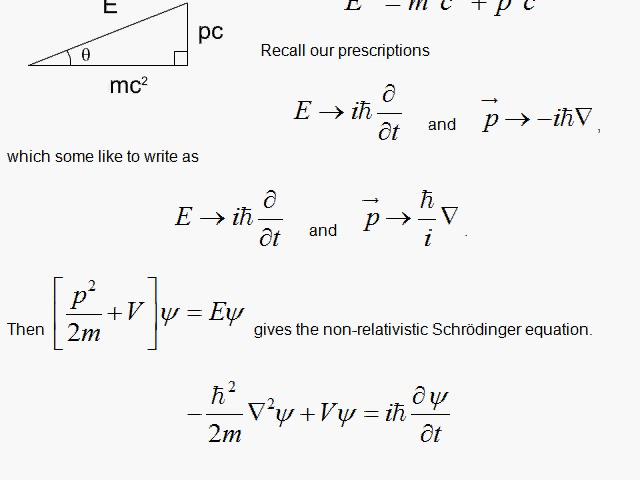 E
E = m c + p c
pc
θ
mc²
Recall our prescriptions
E → iħ ∂/∂t and p⃗ → −iħ∇ ,
which some like to write as
E → iħ ∂/∂t and p⃗ → ħ/i ∇ .
Then [p²/2m + V]ψ = Eψ gives the non-relativistic Schrödinger equation.
−ħ²/2m ∇²ψ + Vψ = iħ ∂ψ/∂t